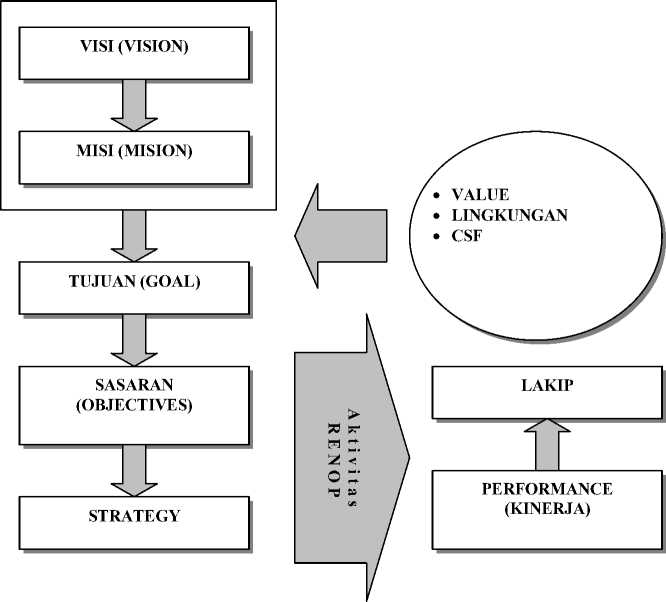 VISI (VISION)
MISI (MISION)
TUJUAN (GOAL)
SASARAN
(OBJECTIVES)
STRATEGY
• VALUE
• LINGKUNGAN
• CSF
Aktivitas
RENOP
LAKIP
PERFORMANCE
(KINERJA)